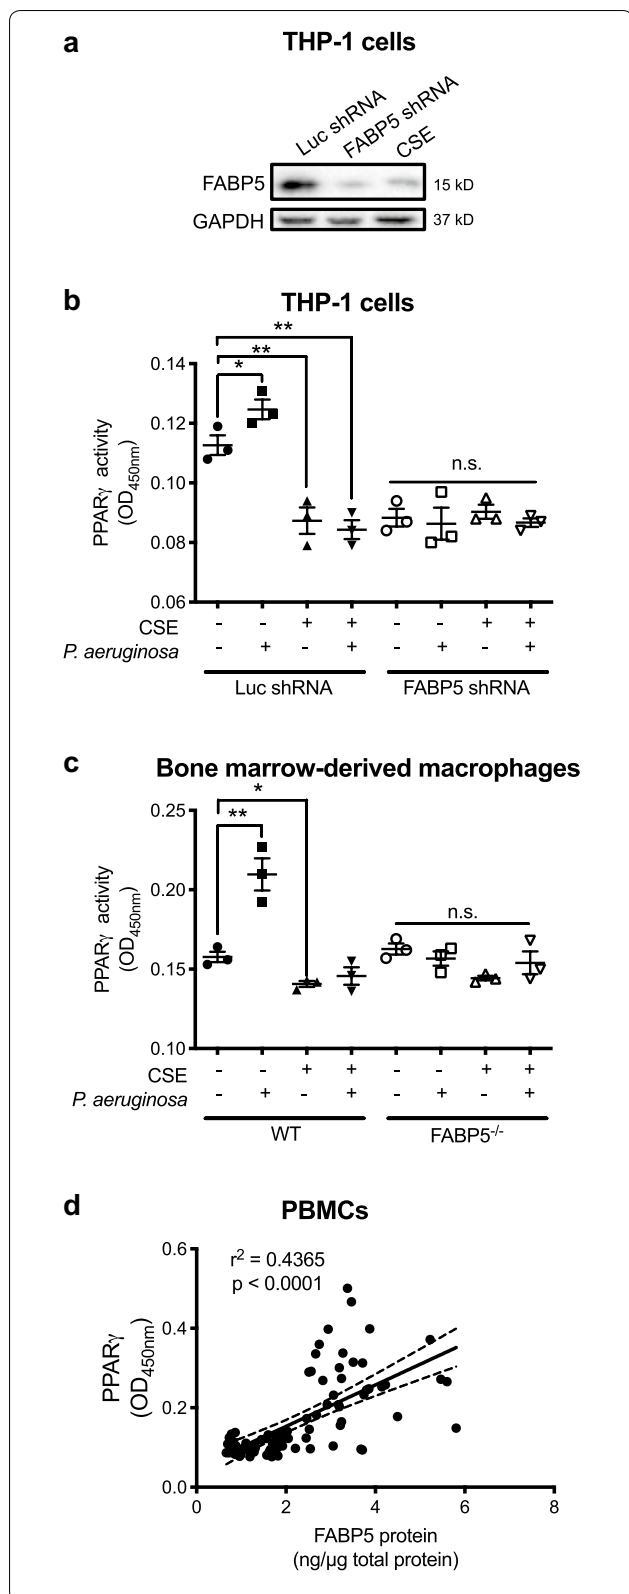 a
THP-1 cells
Luc shRNA FABP5 shRNA CSE
FABP5 15 kD
GAPDH 37 kD
b
THP-1 cells
**
**
*
n.s.
PPARγ activity
(OD450nm)
0.14
0.12
0.10
0.08
0.06
CSE - - + + - - + +
P. aeruginosa - + - + - + - +
Luc shRNA FABP5 shRNA
c
Bone marrow-derived macrophages
*
**
n.s.
PPARγ activity
(OD450nm)
0.25
0.20
0.15
0.10
CSE - - + + - - + +
P. aeruginosa - + - + - + - +
WT FABP5-/-
d
PBMCs
r2 = 0.4365
p < 0.0001
PPARγ
(OD450nm)
0.6
0.4
0.2
0.0
0 2 4 6 8
FABP5 protein
(ng/µg total protein)